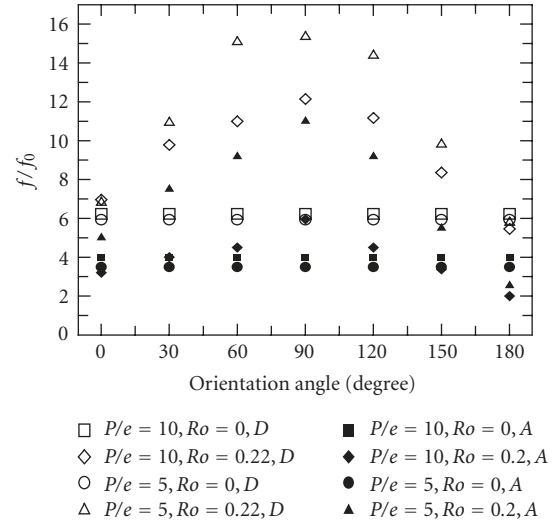 16
14
12
10
8
6
4
2
0
f/f0
0 30 60 90 120 150 180
Orientation angle (degree)
P/e = 10, Ro = 0, D
P/e = 10, Ro = 0.22, D
P/e = 5, Ro = 0, D
P/e = 5, Ro = 0.22, D
P/e = 10, Ro = 0, A
P/e = 10, Ro = 0.2, A
P/e = 5, Ro = 0, A
P/e = 5, Ro = 0.2, A